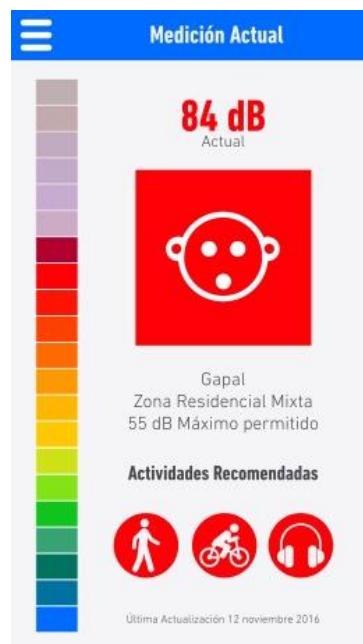 Medición Actual
84 dB
Actual
Gapal
Zona Residencial Mixta
55 dB Máximo permitido
Actividades Recomendadas
Última Actualización 12 noviembre 2016